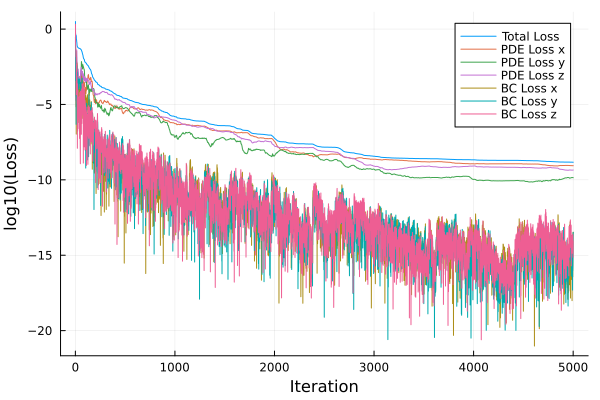 0
−5
−10
−15
−20
log10(Loss)
0
1000
2000
3000
4000
5000
Iteration
Total Loss
PDE Loss x
PDE Loss y
PDE Loss z
BC Loss x
BC Loss y
BC Loss z